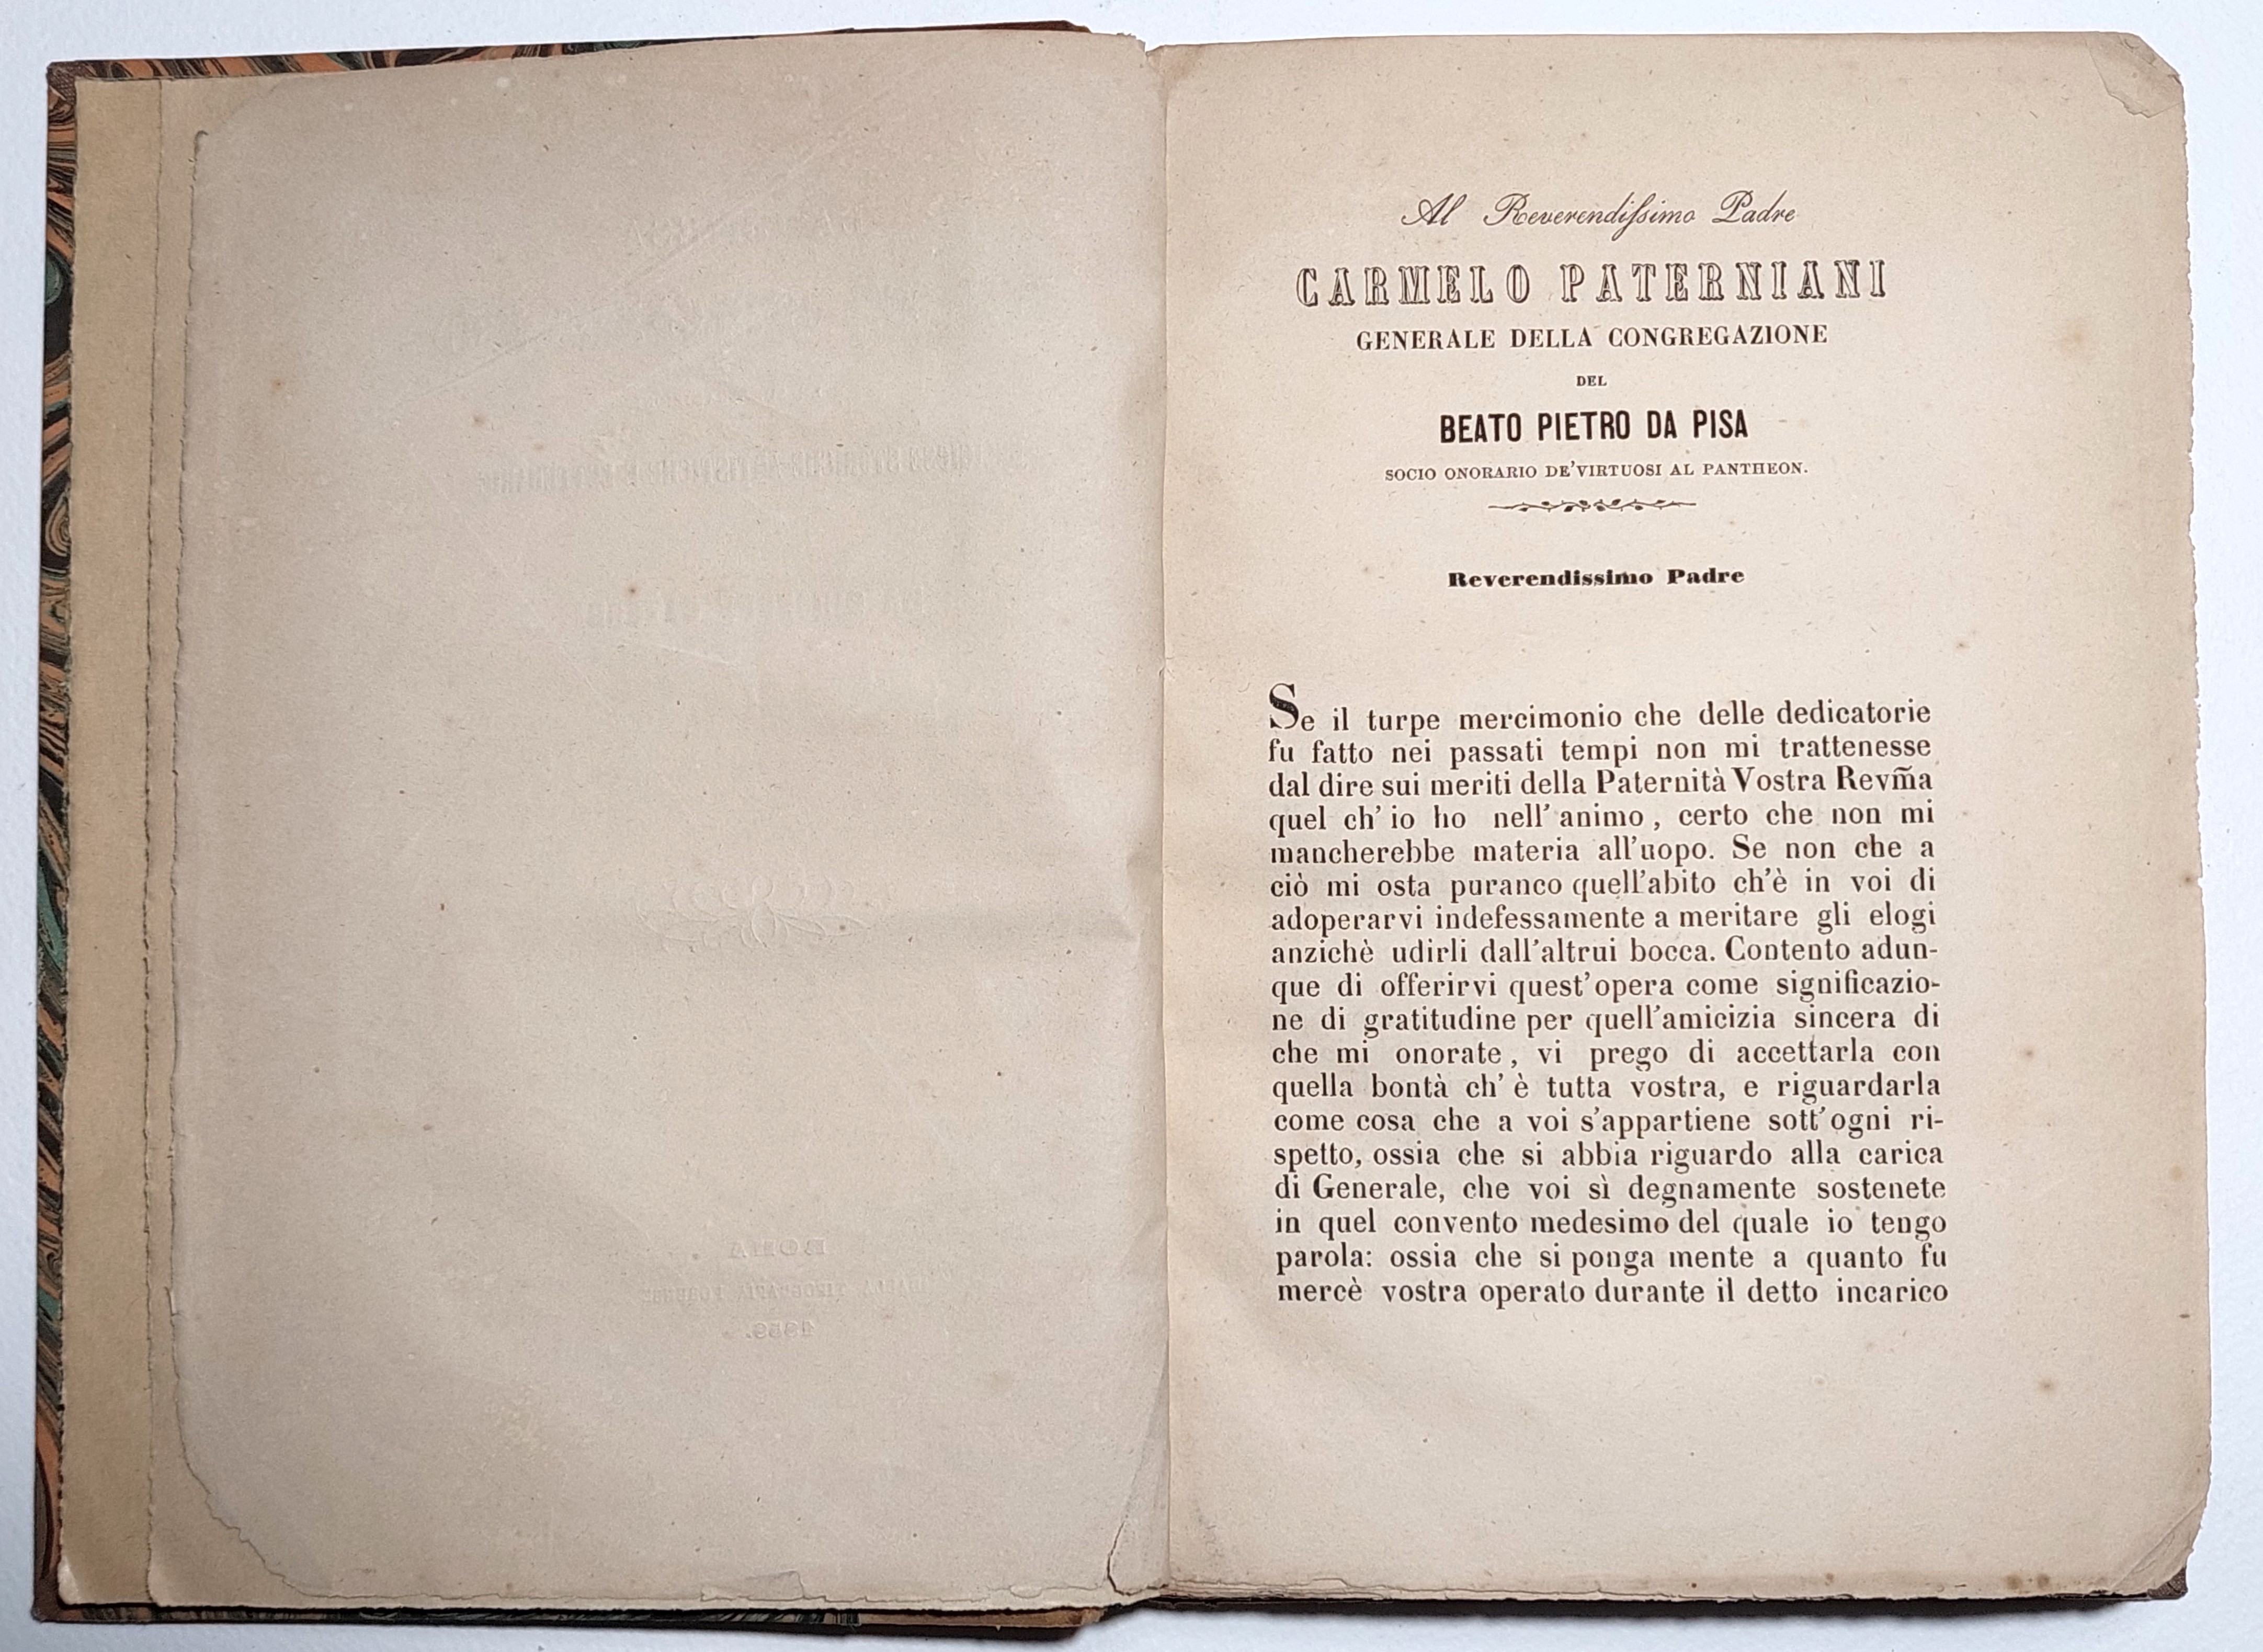 ROMA
1859.
Al Reverendiſsimo Padre
CARMELO PATERNIANI
GENERALE DELLA CONGREGAZIONE
DEL
BEATO PIETRO DA PISA
SOCIO ONORARIO DE'VIRTUOSI AL PANTHEON.
Reverendissimo Padre
Se il turpe mercimonio che delle dedicatorie
fu fatto nei passati tempi non mi trattenesse
dal dire sui meriti della Paternità Vostra Revm̃a
quel ch' io ho nell' animo, certo che non mi
mancherebbe materia all'uopo. Se non che a
ciò mi osta puranco quell'abito ch'è in voi di
adoperarvi indefessamente a meritare gli elogi
anzichè udirli dall'altrui bocca. Contento adun-
que di offerirvi quest'opera come significazio-
ne di gratitudine per quell'amicizia sincera di
che mi onorate, vi prego di accettarla con
quella bontà ch' è tutta vostra, e riguardarla
come cosa che a voi s'appartiene sott'ogni ri-
spetto, ossia che si abbia riguardo alla carica
di Generale, che voi sì degnamente sostenete
in quel convento medesimo del quale io tengo
parola: ossia che si ponga mente a quanto fu
mercè vostra operato durante il detto incarico